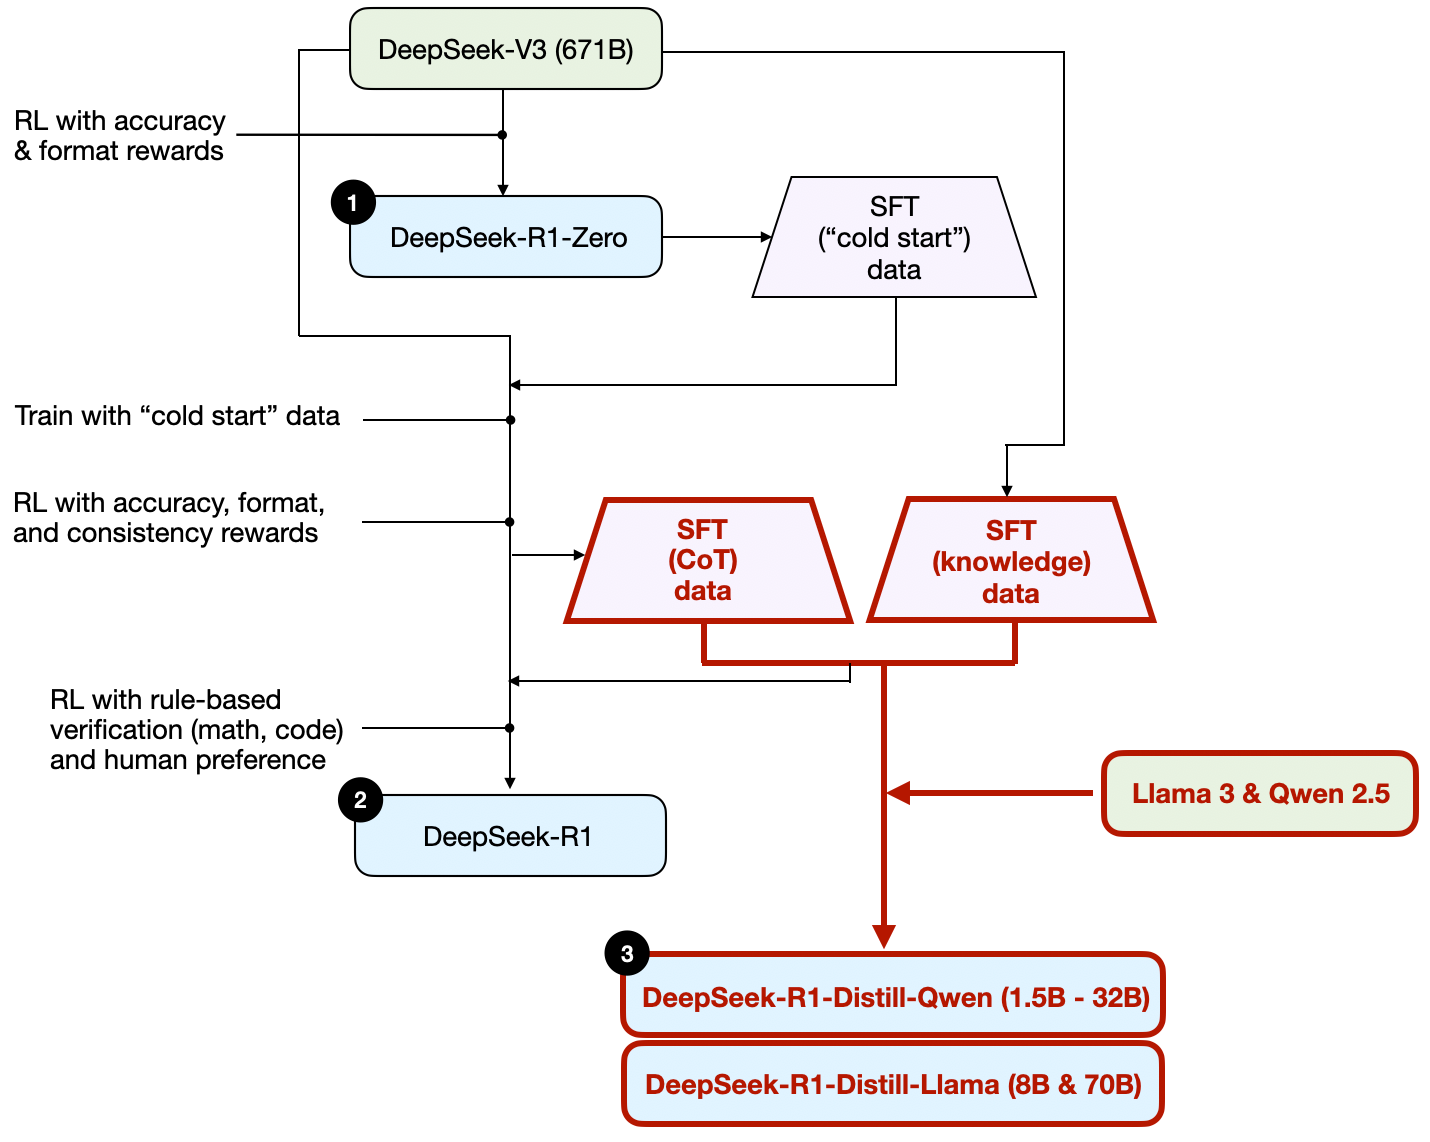 DeepSeek-V3 (671B)
RL with accuracy
& format rewards
1
DeepSeek-R1-Zero
SFT
(“cold start”)
data
Train with “cold start” data
RL with accuracy, format,
and consistency rewards
SFT
(CoT)
data
SFT
(knowledge)
data
RL with rule-based
verification (math, code)
and human preference
2
DeepSeek-R1
Llama 3 & Qwen 2.5
3
DeepSeek-R1-Distill-Qwen (1.5B - 32B)
DeepSeek-R1-Distill-Llama (8B & 70B)